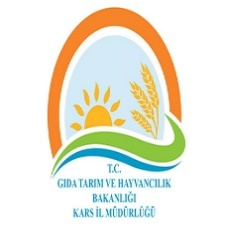 T.C.
GIDA TARIM VE HAYVANCILIK
BAKANLIĞI
KARS İL MÜDÜRLÜĞÜ